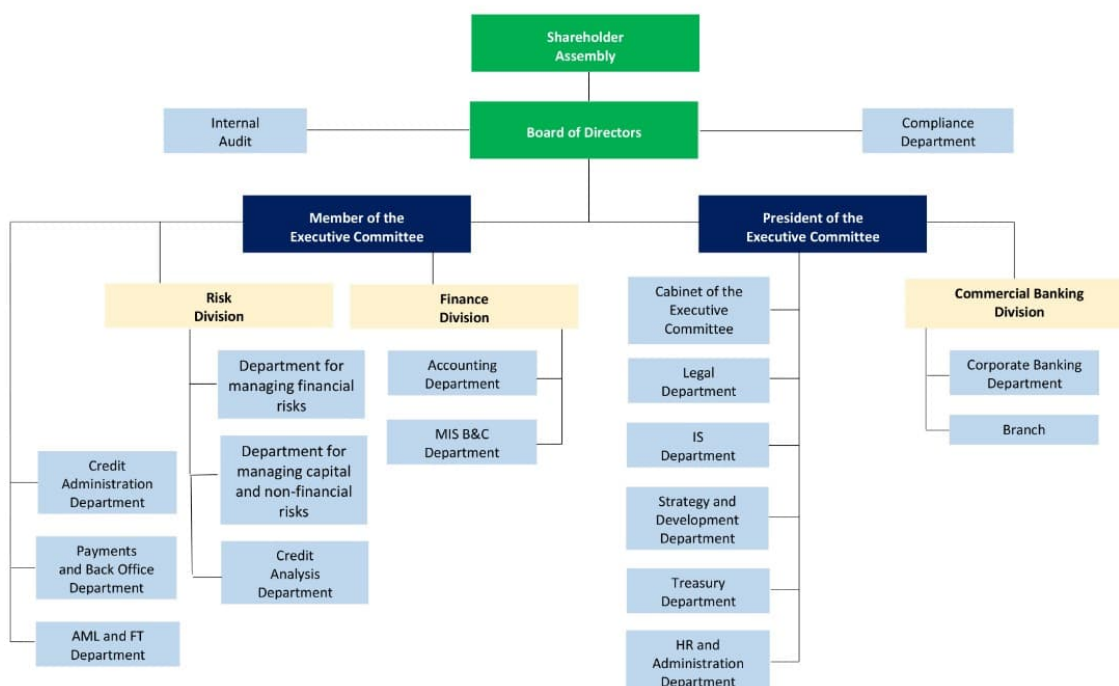 Shareholder
Assembly
Internal
Audit
Board of Directors
Compliance
Department
Member of the
Executive Committee
President of the
Executive Committee
Risk
Division
Finance
Division
Cabinet of the
Executive
Committee
Commercial Banking
Division
Department for
managing financial
risks
Accounting
Department
Legal
Department
Corporate Banking
Department
MIS B&C
Department
IS
Department
Branch
Credit
Administration
Department
Department for
managing capital
and non-financial
risks
Strategy and
Development
Department
Payments
and Back Office
Department
Credit
Analysis
Department
Treasury
Department
AML and FT
Department
HR and
Administration
Department